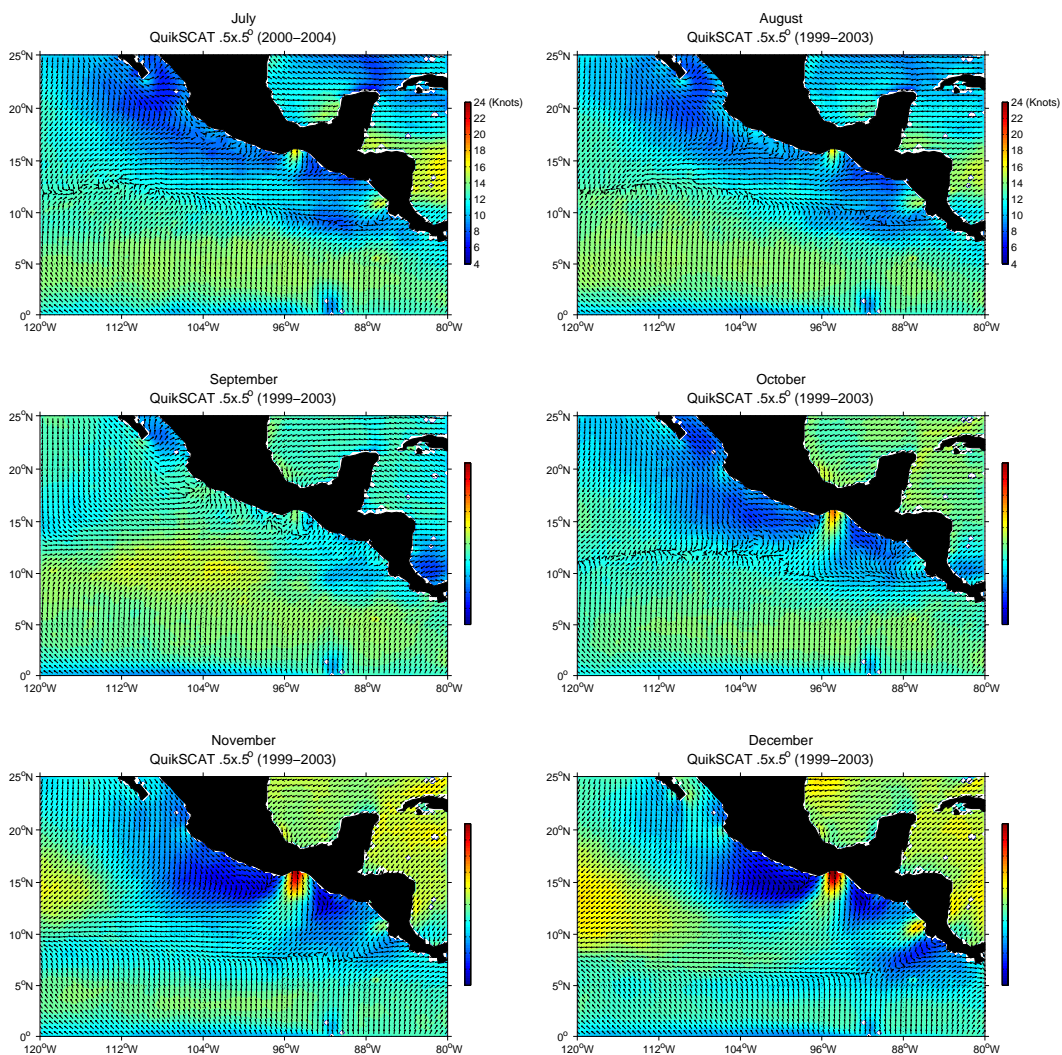 July
QuikSCAT .5x.5° (2000–2004)
25°N
20°N
15°N
10°N
5°N
0°
120°W 112°W 104°W 96°W 88°W 80°W
24 (Knots)
22
20
18
16
14
12
10
8
6
4
August
QuikSCAT .5x.5° (1999–2003)
25°N
20°N
15°N
10°N
5°N
0°
120°W 112°W 104°W 96°W 88°W 80°W
24 (Knots)
22
20
18
16
14
12
10
8
6
4
September
QuikSCAT .5x.5° (1999–2003)
25°N
20°N
15°N
10°N
5°N
0°
120°W 112°W 104°W 96°W 88°W 80°W
October
QuikSCAT .5x.5° (1999–2003)
25°N
20°N
15°N
10°N
5°N
0°
120°W 112°W 104°W 96°W 88°W 80°W
November
QuikSCAT .5x.5° (1999–2003)
25°N
20°N
15°N
10°N
5°N
0°
120°W 112°W 104°W 96°W 88°W 80°W
December
QuikSCAT .5x.5° (1999–2003)
25°N
20°N
15°N
10°N
5°N
0°
120°W 112°W 104°W 96°W 88°W 80°W